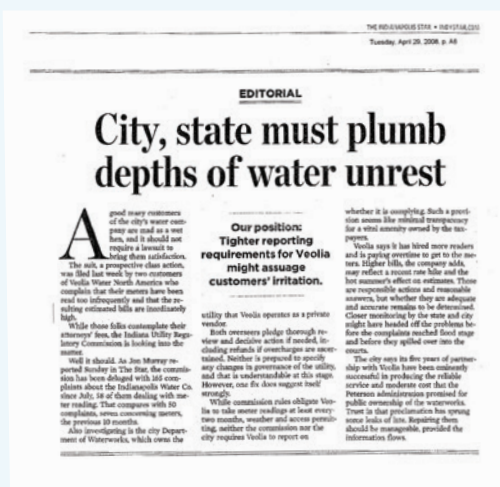 THE INDIANAPOLIS STAR • INDYSTAR.COM
Tuesday, April 29, 2008, p. A8
EDITORIAL
City, state must plumb
depths of water unrest
A good many customers
of the city's water com-
pany are mad as a wet
hen, and it should not
require a lawsuit to
bring them satisfaction.
The suit, a prospective class action,
was filed last week by two customers
of Veolia Water North America who
complain that their meters have been
read too infrequently and that the re-
sulting estimated bills are inordinately
high.
While those folks contemplate their
attorneys' fees, the Indiana Utility Regu-
latory Commission is looking into the
matter.
Well it should. As Jon Murray re-
ported Sunday in The Star, the commis-
sion has been deluged with 165 com-
plaints about the Indianapolis Water Co.
since July, 58 of them dealing with me-
ter reading. That compares with 50
complaints, seven concerning meters,
the previous 10 months.
Also investigating is the city Depart-
ment of Waterworks, which owns the
Our position:
Tighter reporting
requirements for Veolia
might assuage
customers' irritation.
utility that Veolia operates as a private
vendor.
Both overseers pledge thorough re-
view and decisive action if needed, in-
cluding refunds if overcharges are ascer-
tained. Neither is prepared to specify
any changes in governance of the utility,
and that is understandable at this stage.
However, one fix does suggest itself
strongly.
While commission rules obligate Veo-
lia to take meter readings at least every
two months, weather and access permit-
ting, neither the commission nor the
city requires Veolia to report on
whether it is complying. Such a provi-
sion seems like minimal transparency
for a vital amenity owned by the tax-
payers.
Veolia says it has hired more readers
and is paying overtime to get to the me-
ters. Higher bills, the company adds,
may reflect a recent rate hike and the
hot summer's effect on estimates. Those
are responsible actions and reasonable
answers, but whether they are adequate
and accurate remains to be determined.
Closer monitoring by the state and city
might have headed off the problems be-
fore the complaints reached flood stage
and before they spilled over into the
courts.
The city says its five years of partner-
ship with Veolia have been eminently
successful in producing the reliable
service and moderate cost that the
Peterson administration promised for
public ownership of the waterworks.
Trust in that proclamation has sprung
some leaks of late. Repairing them
should be manageable, provided the
information flows.